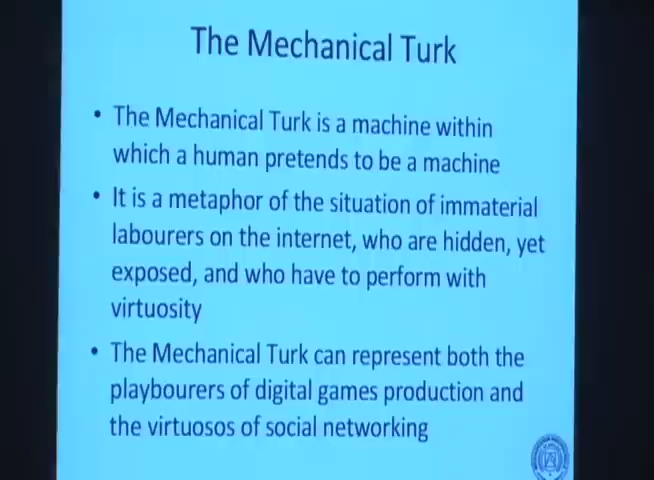 The Mechanical Turk
• The Mechanical Turk is a machine within
which a human pretends to be a machine
• It is a metaphor of the situation of immaterial
labourers on the internet, who are hidden, yet
exposed, and who have to perform with
virtuosity
• The Mechanical Turk can represent both the
playbourers of digital games production and
the virtuosos of social networking